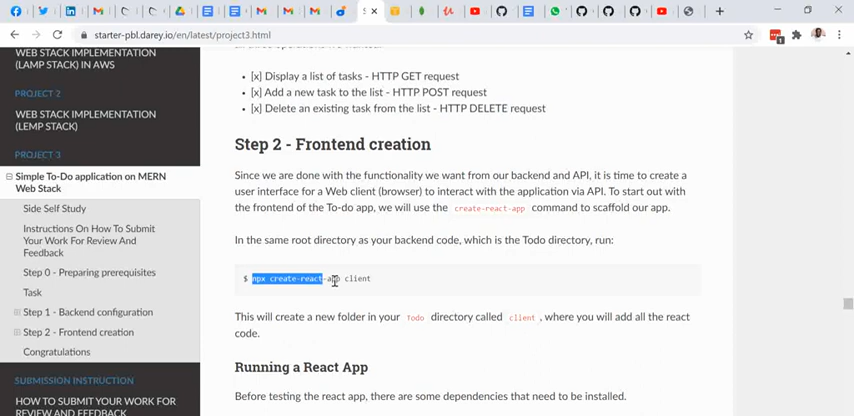 starter-pbl.darey.io/en/latest/project3.html
WEB STACK IMPLEMENTATION
(LAMP STACK) IN AWS
PROJECT 2
WEB STACK IMPLEMENTATION
(LEMP STACK)
PROJECT 3
Simple To-Do application on MERN
Web Stack
Side Self Study
Instructions On How To Submit
Your Work For Review And
Feedback
Step 0 - Preparing prerequisites
Task
Step 1 - Backend configuration
Step 2 - Frontend creation
Congratulations
SUBMISSION INSTRUCTION
HOW TO SUBMIT YOUR WORK FOR
REVIEW AND FEEDBACK
• [x] Display a list of tasks - HTTP GET request
• [x] Add a new task to the list - HTTP POST request
• [x] Delete an existing task from the list - HTTP DELETE request
Step 2 - Frontend creation
Since we are done with the functionality we want from our backend and API, it is time to create a
user interface for a Web client (browser) to interact with the application via API. To start out with
the frontend of the To-do app, we will use the create-react-app command to scaffold our app.
In the same root directory as your backend code, which is the Todo directory, run:
$ npx create-react-app client
This will create a new folder in your Todo directory called client , where you will add all the react
code.
Running a React App
Before testing the react app, there are some dependencies that need to be installed.